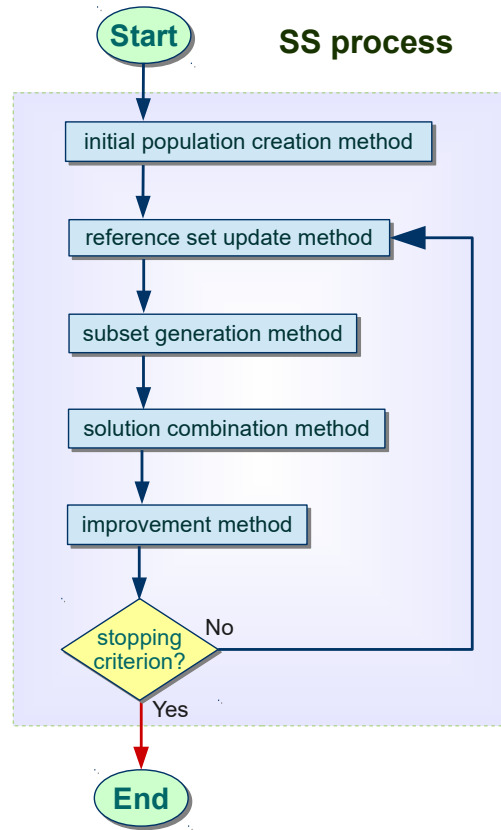 Start
SS process
initial population creation method
reference set update method
subset generation method
solution combination method
improvement method
stopping
criterion?
No
Yes
End